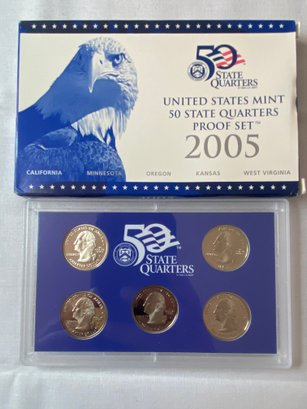 50
STATE
QUARTERS
UNITED STATES MINT
50 STATE QUARTERS
PROOF SET™
2005
CALIFORNIA MINNESOTA OREGON KANSAS WEST VIRGINIA
50
STATE
QUARTERS